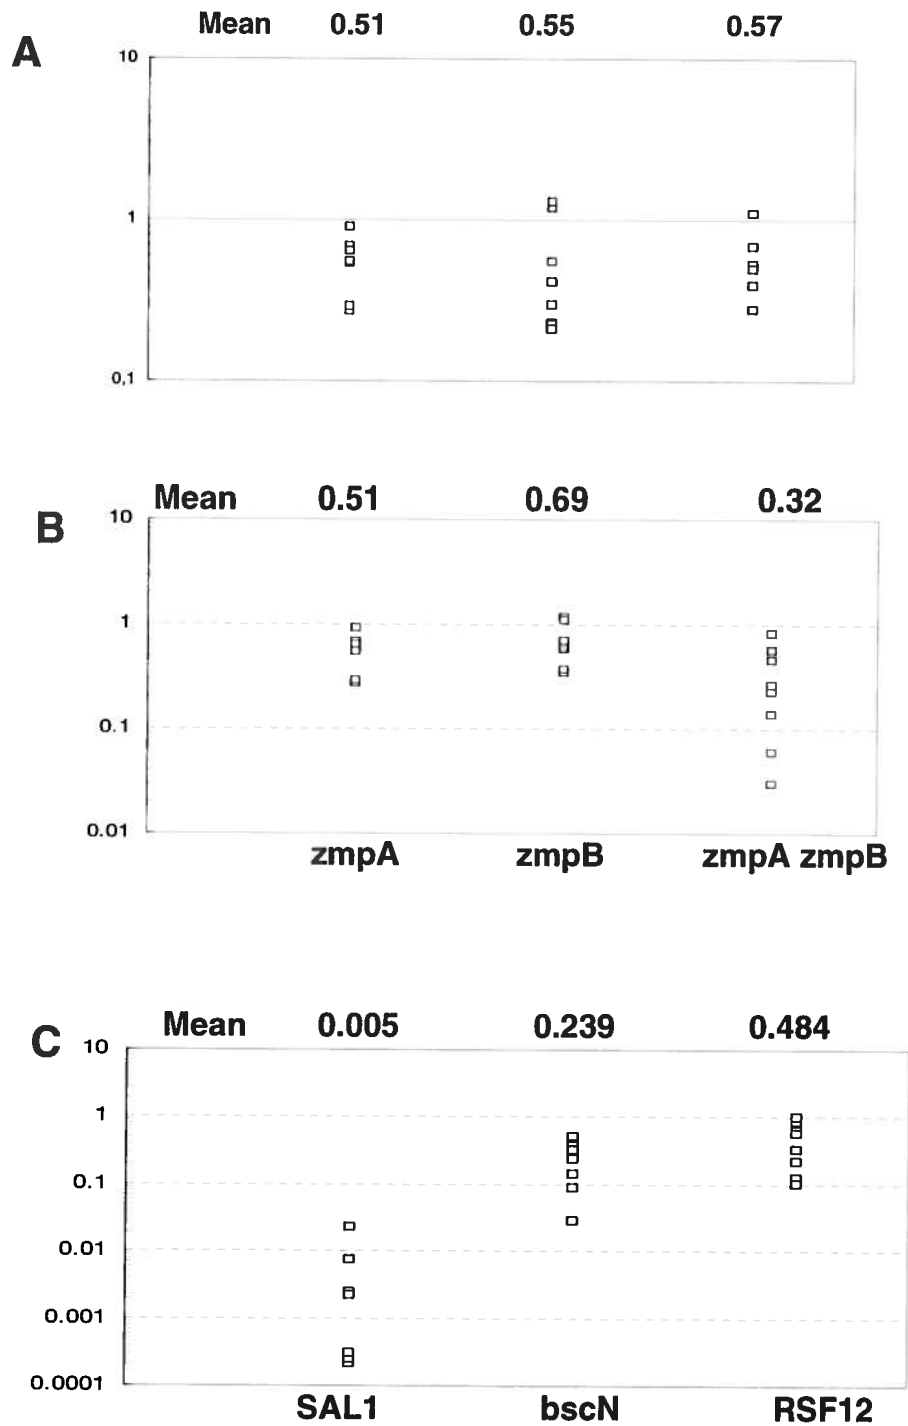 Mean 0.51 0.55 0.57
A
10
1
0,1
Mean 0.51 0.69 0.32
B
10
1
0.1
0.01
zmpA zmpB zmpA zmpB
Mean 0.005 0.239 0.484
C
10
1
0.1
0.01
0.001
0.0001
SAL1 bscN RSF12